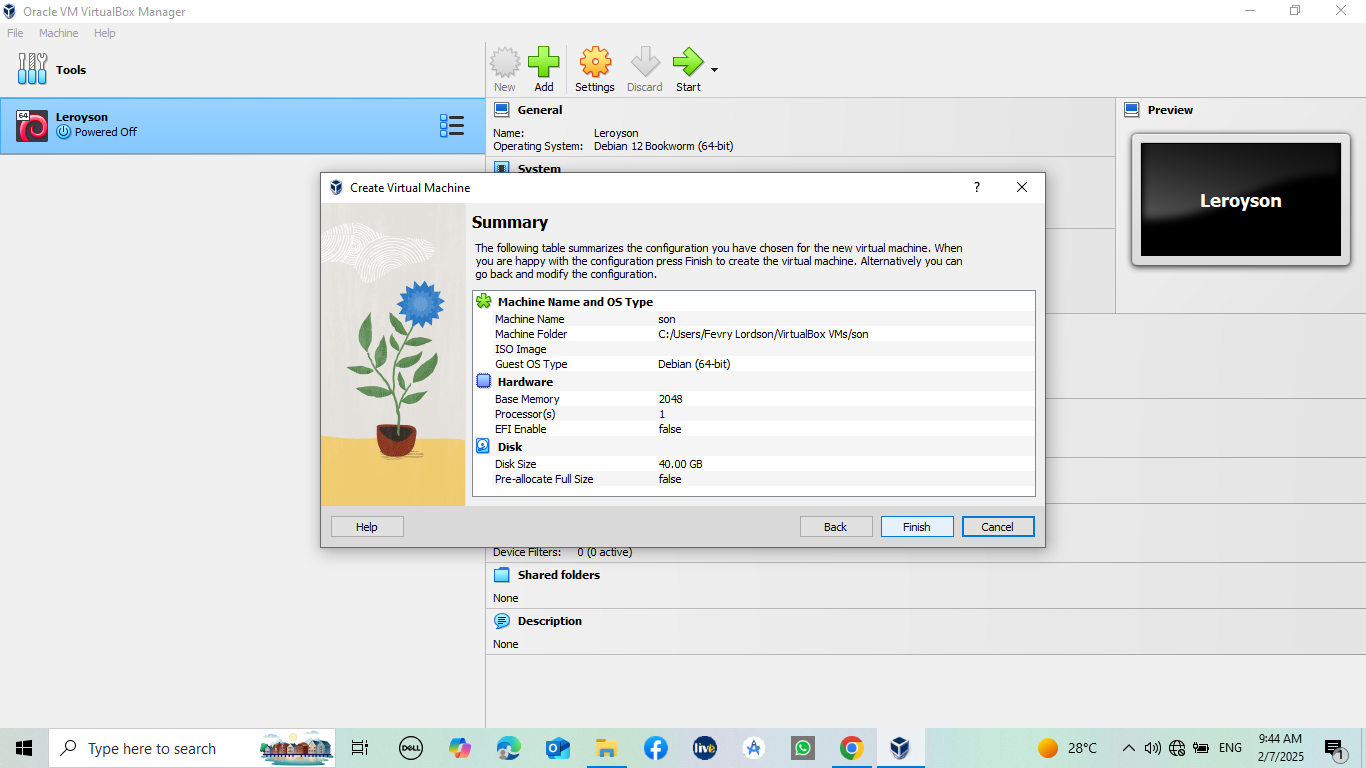 Oracle VM VirtualBox Manager
File Machine Help
Tools
New Add Settings Discard Start
64
Leroyson
Powered Off
General
Name: Leroyson
Operating System: Debian 12 Bookworm (64-bit)
System
Preview
Leroyson
Create Virtual Machine
?
Summary
The following table summarizes the configuration you have chosen for the new virtual machine. When
you are happy with the configuration press Finish to create the virtual machine. Alternatively you can
go back and modify the configuration.
Machine Name and OS Type
Machine Name son
Machine Folder C:/Users/Fevry Lordson/VirtualBox VMs/son
ISO Image
Guest OS Type Debian (64-bit)
Hardware
Base Memory 2048
Processor(s) 1
EFI Enable false
Disk
Disk Size 40.00 GB
Pre-allocate Full Size false
Help Back Finish Cancel
Device Filters: 0 (0 active)
Shared folders
None
Description
None
Type here to search
DELL
live
28°C
ENG
9:44 AM
2/7/2025
1